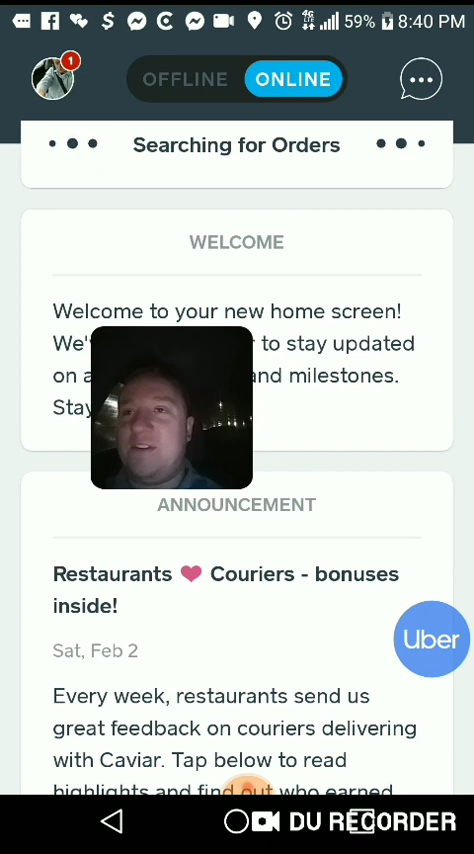 59% 8:40 PM
1
OFFLINE ONLINE
Searching for Orders
WELCOME
Welcome to your new home screen!
to stay updated
on and milestones.
Stay
ANNOUNCEMENT
Restaurants ❤ Couriers - bonuses
inside!
Uber
Sat, Feb 2
Every week, restaurants send us
great feedback on couriers delivering
with Caviar. Tap below to read
highlights and find out who earned
DU RECORDER